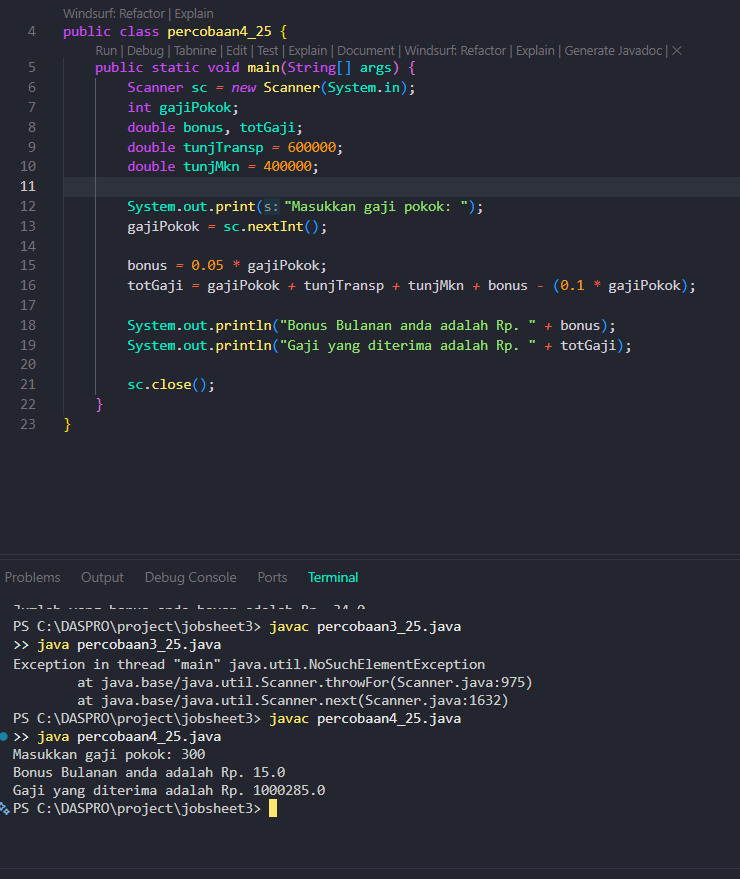 Windsurf: Refactor | Explain
4 public class percobaan4_25 {
Run | Debug | Tabnine | Edit | Test | Explain | Document | Windsurf: Refactor | Explain | Generate Javadoc | ✕
5 public static void main(String[] args) {
6 Scanner sc = new Scanner(System.in);
7 int gajiPokok;
8 double bonus, totGaji;
9 double tunjTransp = 600000;
10 double tunjMkn = 400000;
11
12 System.out.print(s: "Masukkan gaji pokok: ");
13 gajiPokok = sc.nextInt();
14
15 bonus = 0.05 * gajiPokok;
16 totGaji = gajiPokok + tunjTransp + tunjMkn + bonus - (0.1 * gajiPokok);
17
18 System.out.println("Bonus Bulanan anda adalah Rp. " + bonus);
19 System.out.println("Gaji yang diterima adalah Rp. " + totGaji);
20
21 sc.close();
22 }
23 }
Problems Output Debug Console Ports Terminal
PS C:\DASPRO\project\jobsheet3> javac percobaan3_25.java
>> java percobaan3_25.java
Exception in thread "main" java.util.NoSuchElementException
at java.base/java.util.Scanner.throwFor(Scanner.java:975)
at java.base/java.util.Scanner.next(Scanner.java:1632)
PS C:\DASPRO\project\jobsheet3> javac percobaan4_25.java
>> java percobaan4_25.java
Masukkan gaji pokok: 300
Bonus Bulanan anda adalah Rp. 15.0
Gaji yang diterima adalah Rp. 1000285.0
PS C:\DASPRO\project\jobsheet3>